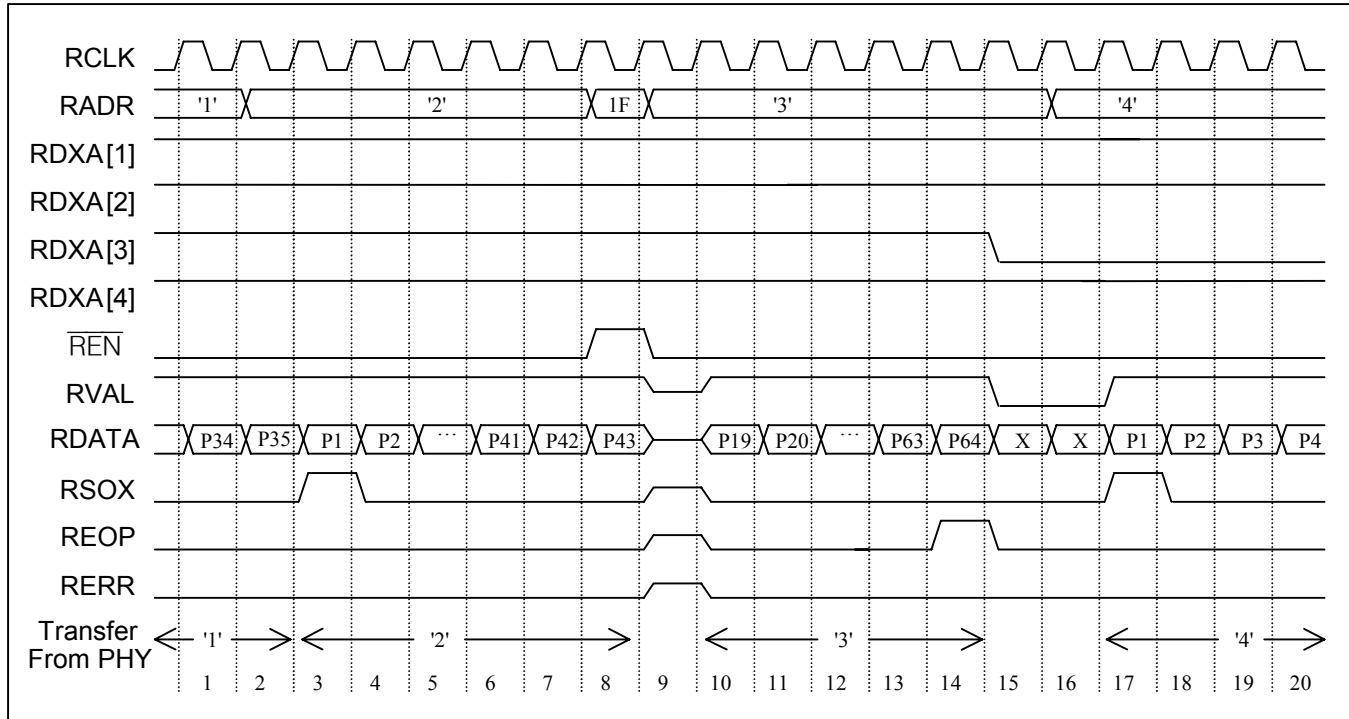 RCLK
RADR '1' '2' 1F '3' '4'
RDXA[1]
RDXA[2]
RDXA[3]
RDXA[4]
REN
RVAL
RDATA P34 P35 P1 P2 ... P41 P42 P43 P19 P20 ... P63 P64 X X P1 P2 P3 P4
RSOX
REOP
RERR
Transfer From PHY '1' '2' '3' '4'
1 2 3 4 5 6 7 8 9 10 11 12 13 14 15 16 17 18 19 20